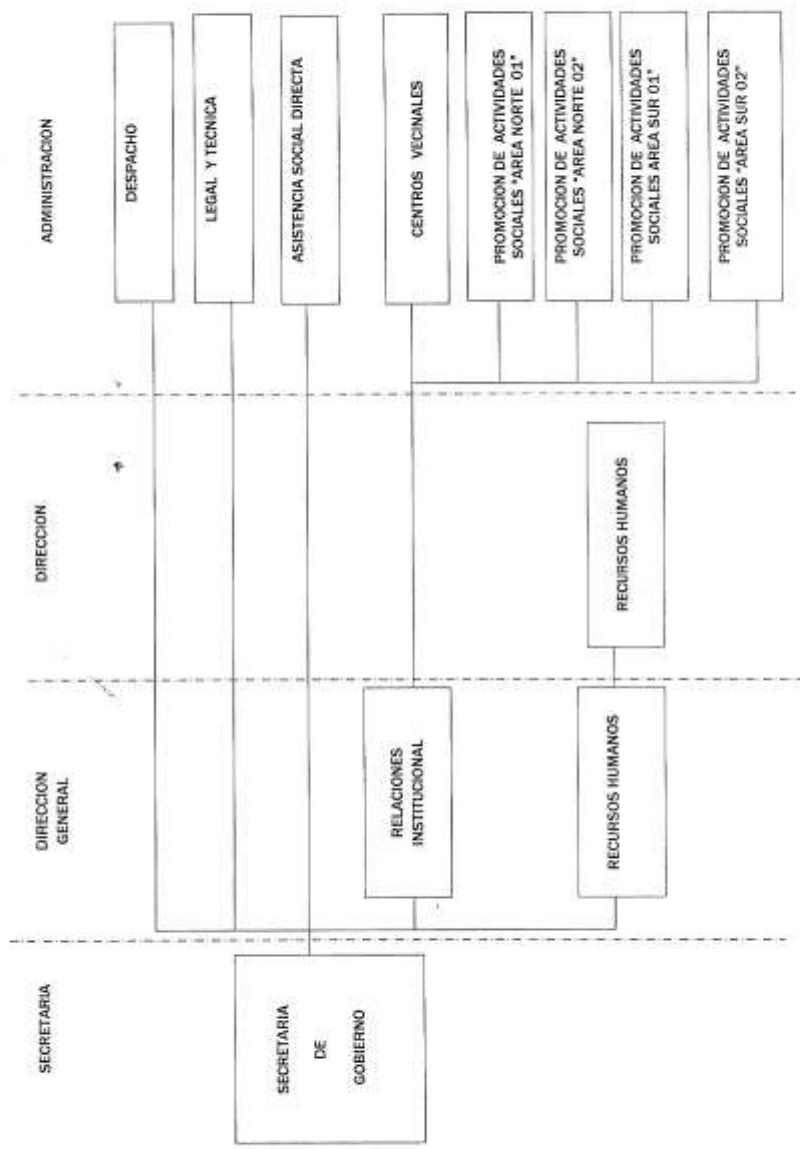 SECRETARIA
DIRECCION
GENERAL
DIRECCION
ADMINISTRACION
SECRETARIA
DE
GOBIERNO
RELACIONES
INSTITUCIONAL
RECURSOS HUMANOS
RECURSOS HUMANOS
DESPACHO
LEGAL Y TECNICA
ASISTENCIA SOCIAL DIRECTA
CENTROS VECINALES
PROMOCION DE ACTIVIDADES
SOCIALES "AREA NORTE 01"
PROMOCION DE ACTIVIDADES
SOCIALES "AREA NORTE 02"
PROMOCION DE ACTIVIDADES
SOCIALES AREA SUR 01"
PROMOCION DE ACTIVIDADES
SOCIALES "AREA SUR 02"